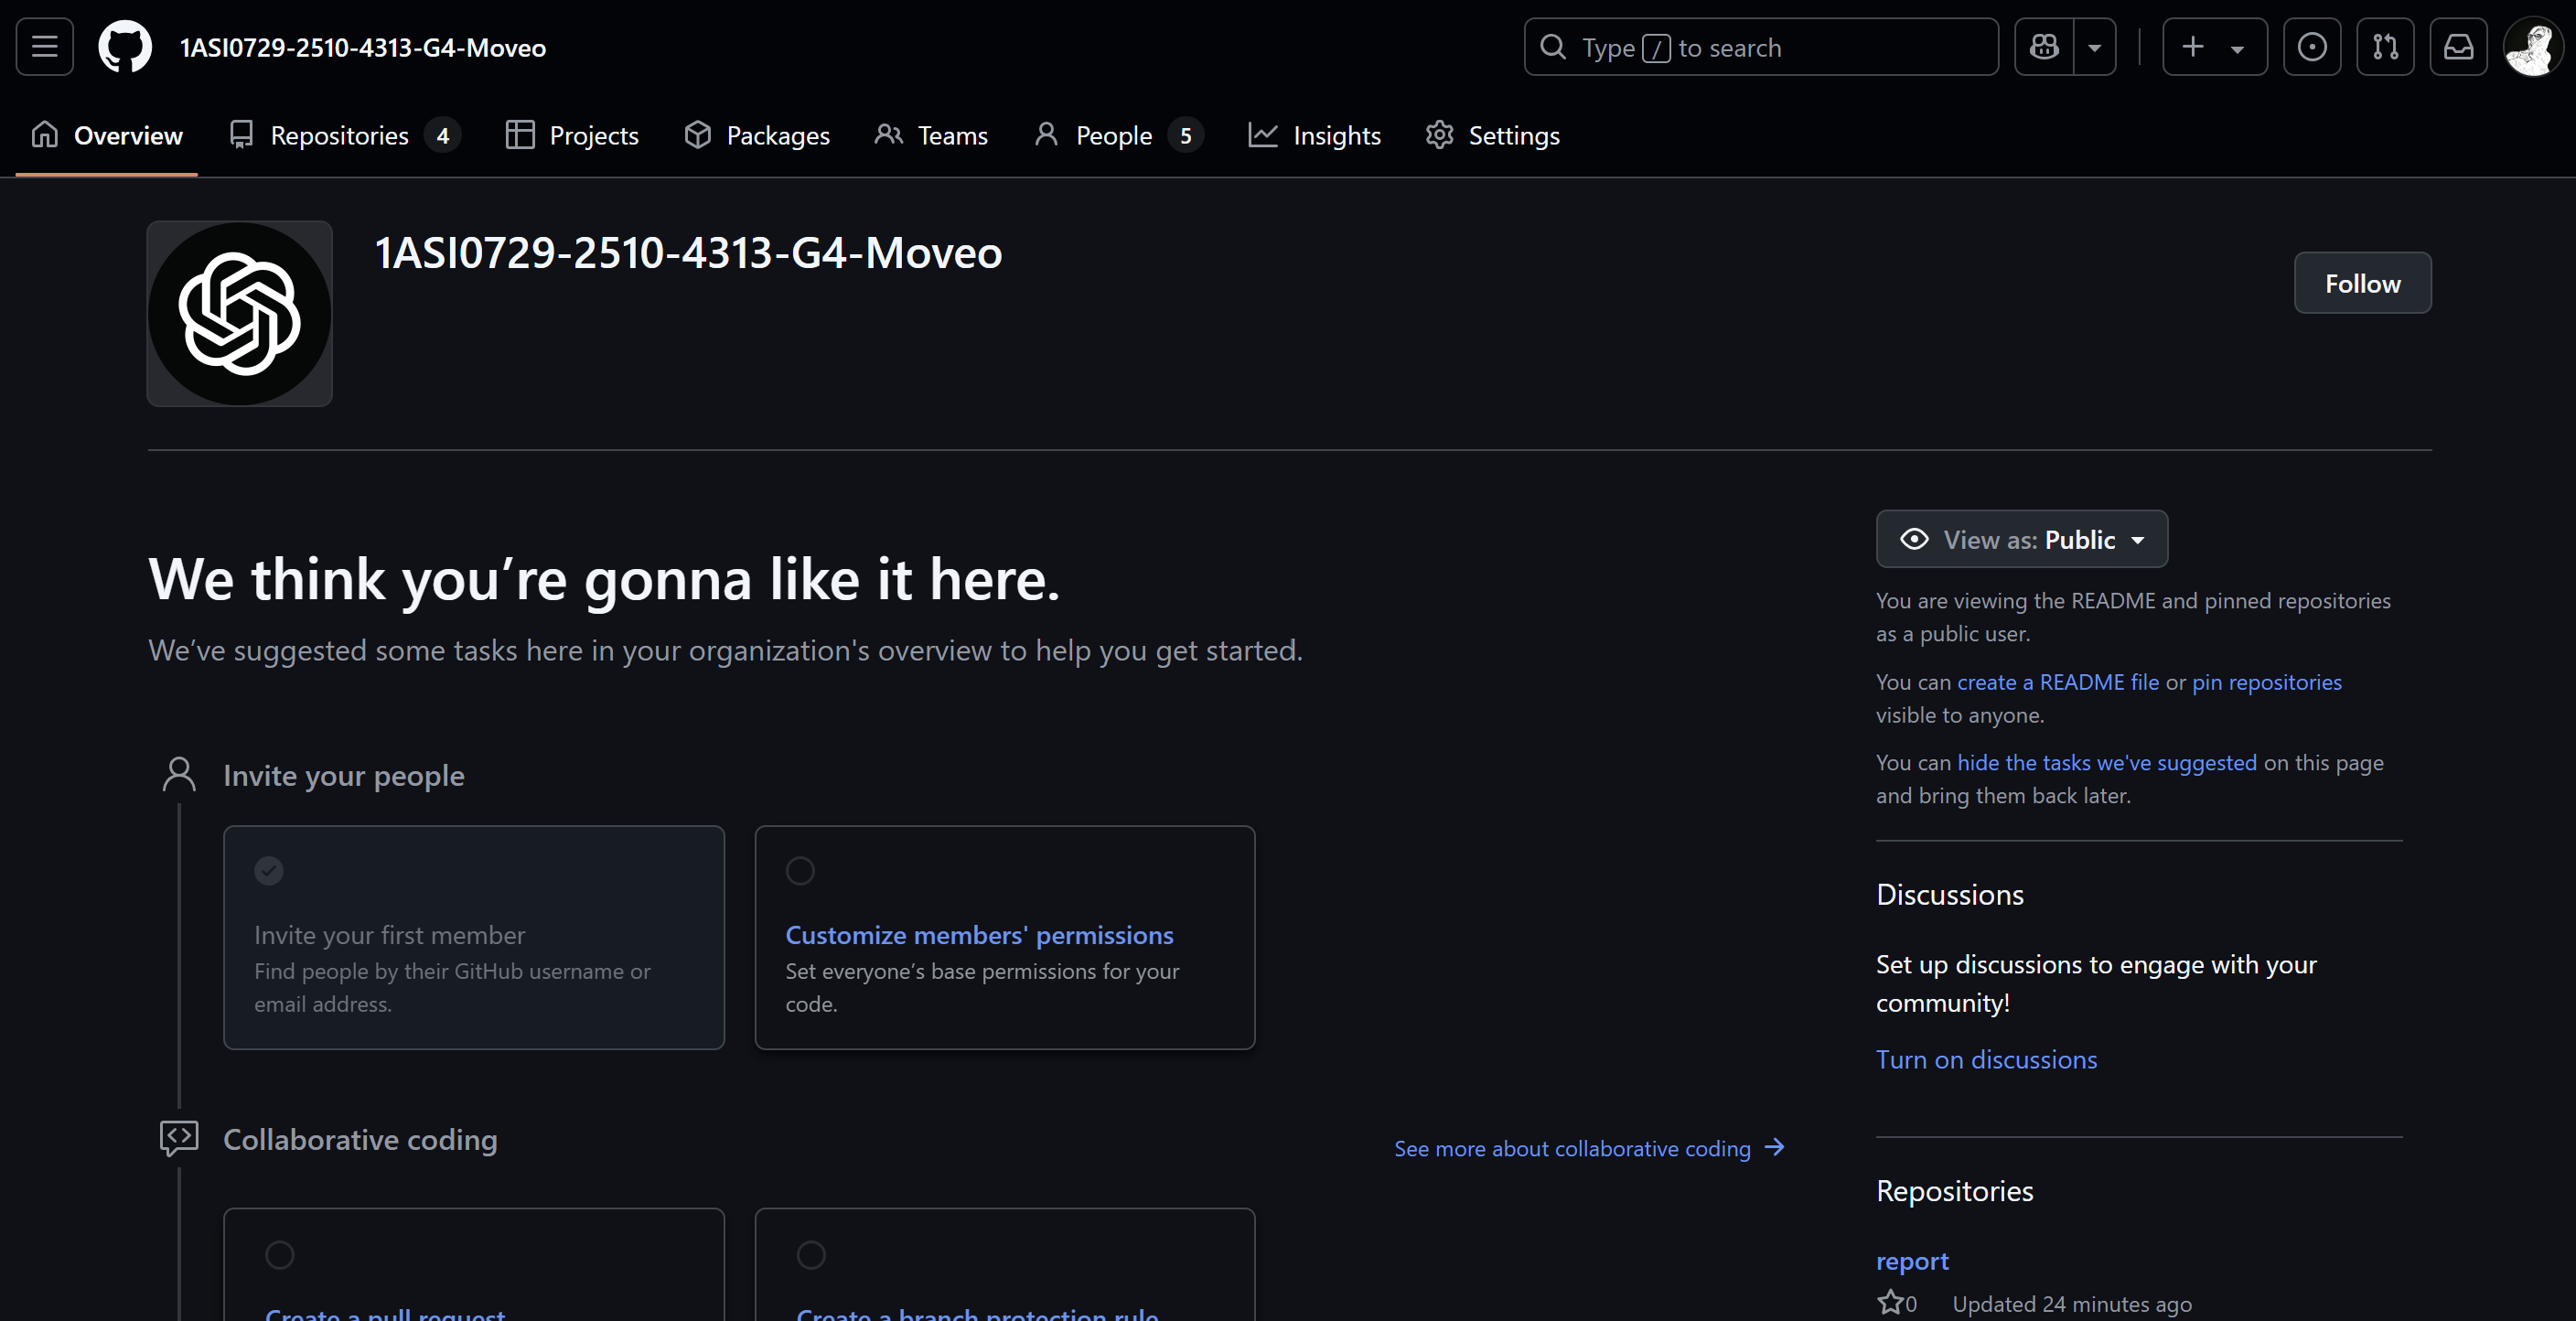 1ASI0729-2510-4313-G4-Moveo
Type / to search
Overview
Repositories 4
Projects
Packages
Teams
People 5
Insights
Settings
1ASI0729-2510-4313-G4-Moveo
Follow
We think you’re gonna like it here.
We’ve suggested some tasks here in your organization's overview to help you get started.
Invite your people
Invite your first member
Find people by their GitHub username or
email address.
Customize members' permissions
Set everyone’s base permissions for your
code.
Collaborative coding
See more about collaborative coding
Create a pull request
Create a branch protection rule
View as: Public
You are viewing the README and pinned repositories
as a public user.
You can create a README file or pin repositories
visible to anyone.
You can hide the tasks we've suggested on this page
and bring them back later.
Discussions
Set up discussions to engage with your
community!
Turn on discussions
Repositories
report
0 Updated 24 minutes ago